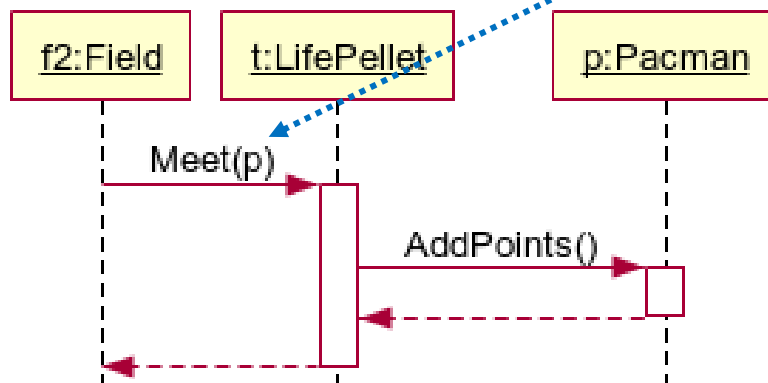 f2:Field
t:LifePellet
p:Pacman
Meet(p)
AddPoints()